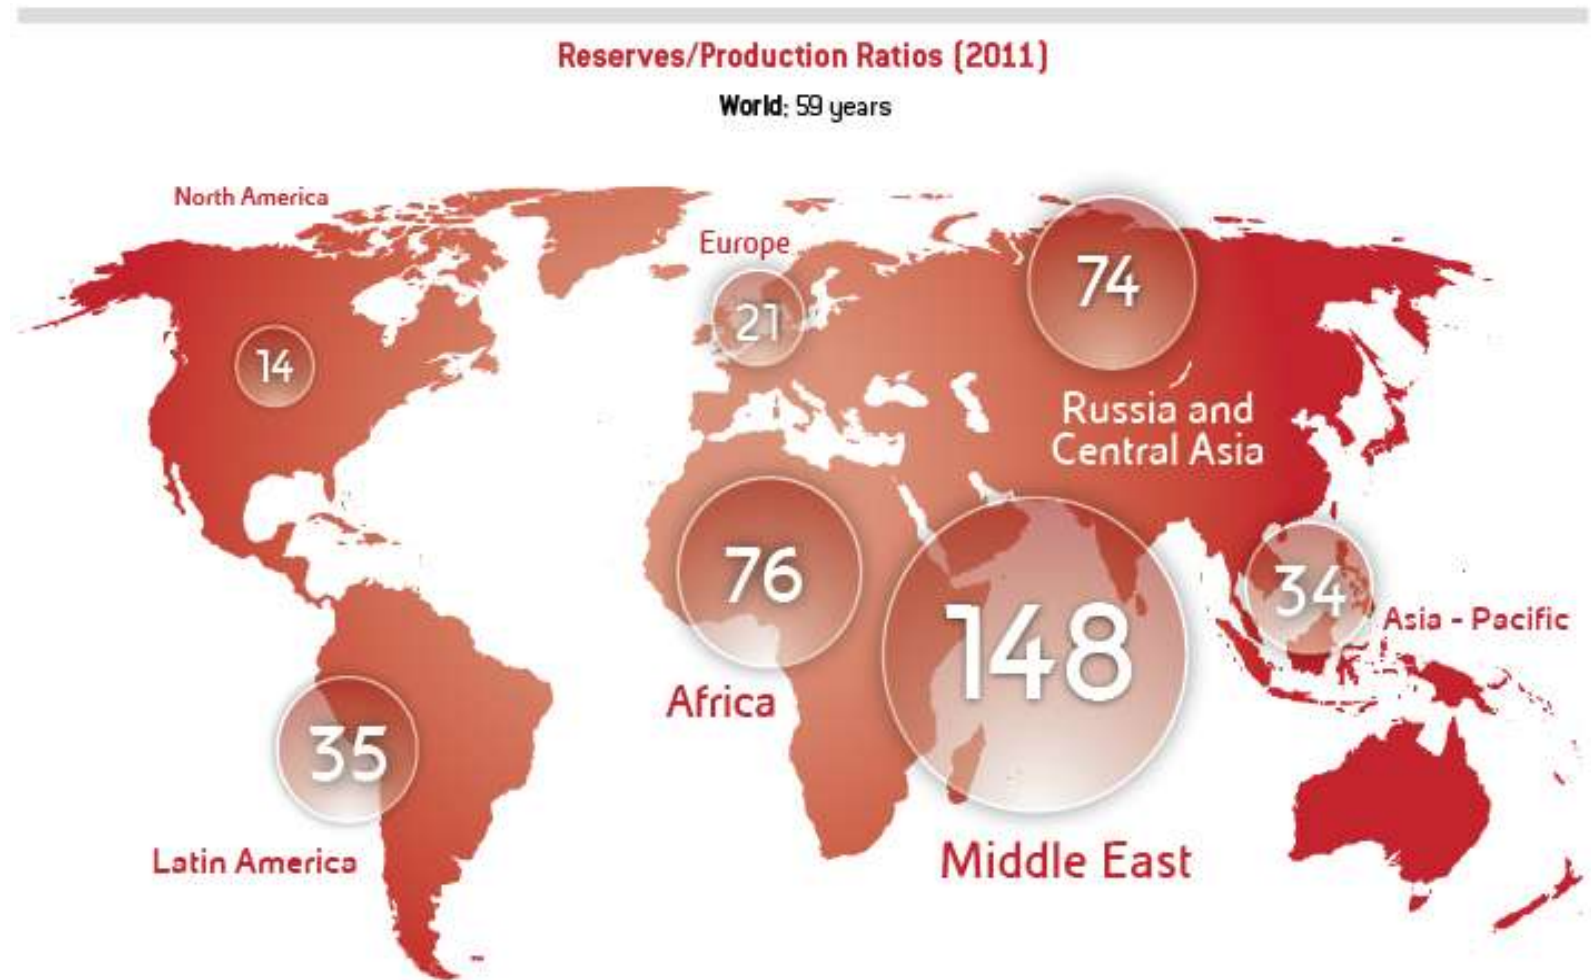 Reserves/Production Ratios (2011)
World: 59 years
North America
Europe
74
21
14
Russia and
Central Asia
76
148
34
Asia - Pacific
Africa
35
Middle East
Latin America